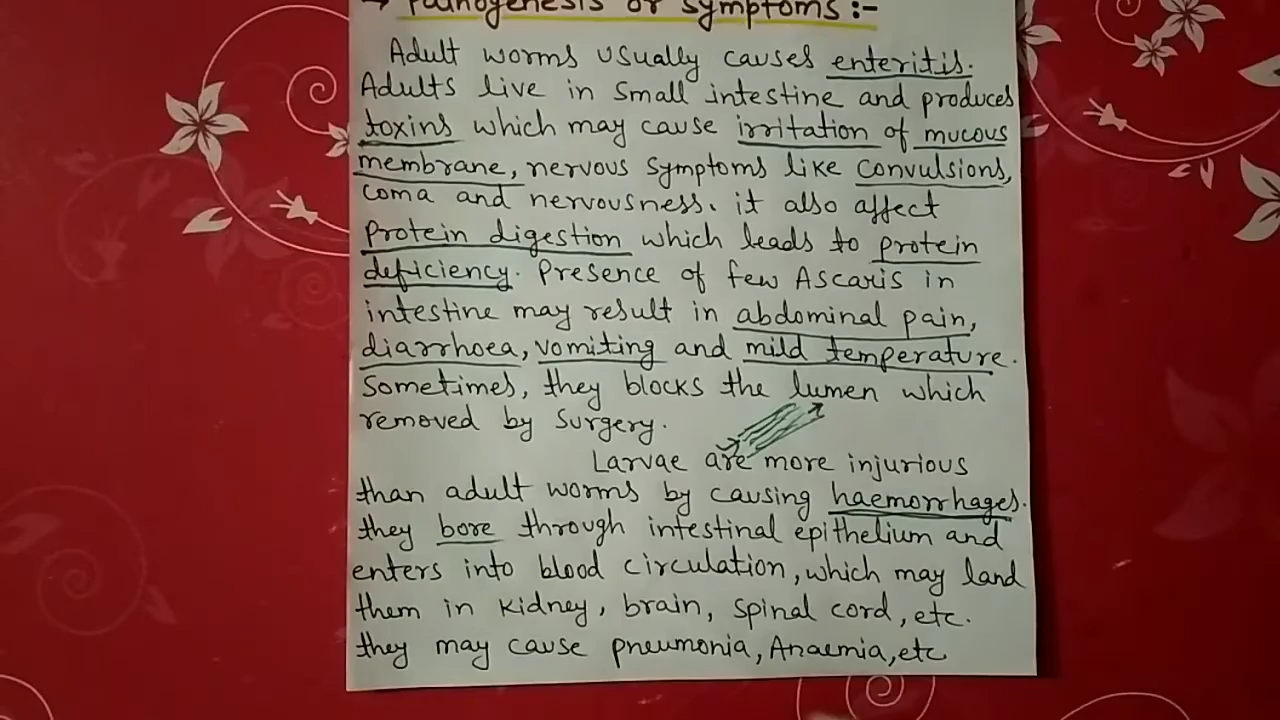 → Pathogenesis or symptoms :-
Adult worms usually causes enteritis.
Adults live in small intestine and produces
toxins which may cause irritation of mucous
membrane, nervous symptoms like convulsions,
coma and nervousness. it also affect
protein digestion which leads to protein
deficiency. Presence of few Ascaris in
intestine may result in abdominal pain,
diarrhoea, vomiting and mild temperature.
Sometimes, they blocks the lumen which
removed by surgery.
Larvae are more injurious
than adult worms by causing haemorrhages.
they bore through intestinal epithelium and
enters into blood circulation, which may land
them in kidney, brain, spinal cord, etc.
they may cause pneumonia, Anaemia, etc